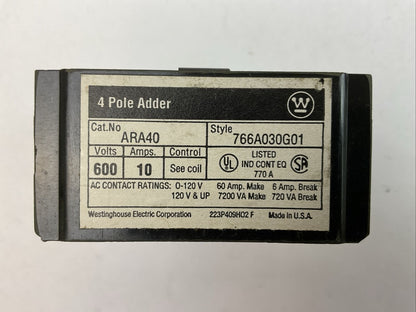 4 Pole Adder
W
Cat.No ARA40 Style 766A030G01
Volts Amps. Control
600 10 See coil
UL LISTED SA
IND CONT EQ
770 A
AC CONTACT RATINGS: 0-120 V 60 Amp. Make 6 Amp. Break
120 V & UP 7200 VA Make 720 VA Break
Westinghouse Electric Corporation 223P409H02 F Made in U.S.A.